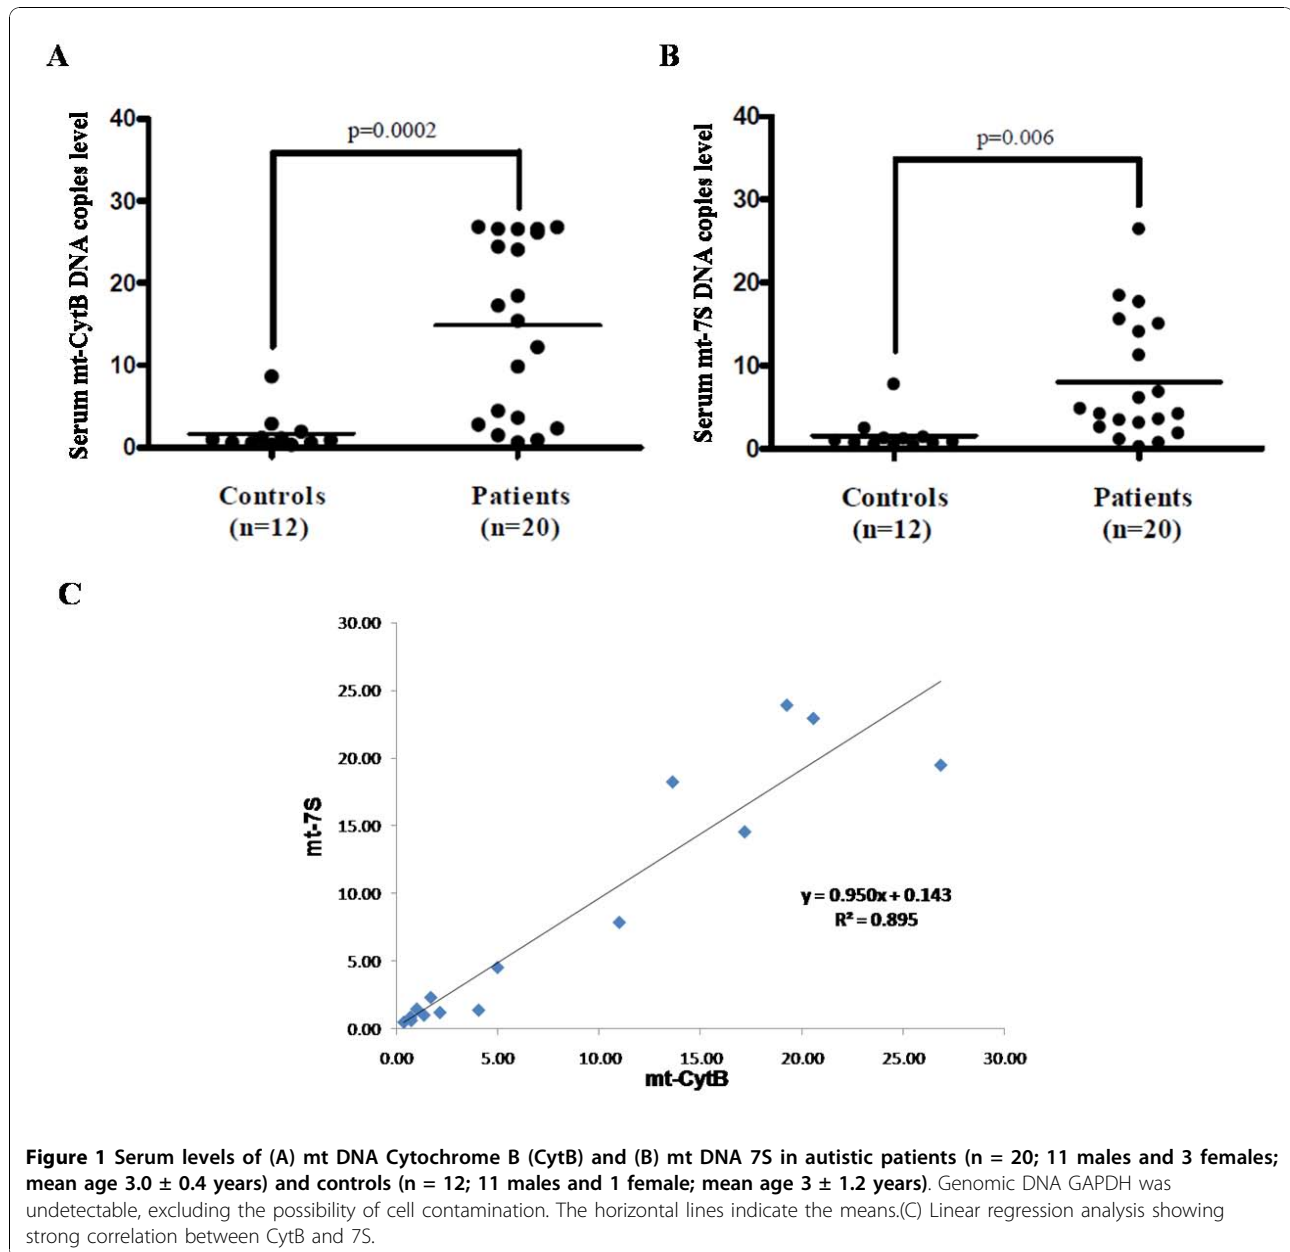 A
Serum mt-CytB DNA copies level
40
30
20
10
0
p=0.0002
Controls
(n=12)
Patients
(n=20)
B
Serum mt-7S DNA copies level
40
30
20
10
0
p=0.006
Controls
(n=12)
Patients
(n=20)
C
mt-7S
30.00
25.00
20.00
15.00
10.00
5.00
0.00
y = 0.950x + 0.143
R² = 0.895
0.00 5.00 10.00 15.00 20.00 25.00 30.00
mt-CytB
Figure 1 Serum levels of (A) mt DNA Cytochrome B (CytB) and (B) mt DNA 7S in autistic patients (n = 20; 11 males and 3 females;
mean age 3.0 ± 0.4 years) and controls (n = 12; 11 males and 1 female; mean age 3 ± 1.2 years). Genomic DNA GAPDH was
undetectable, excluding the possibility of cell contamination. The horizontal lines indicate the means.(C) Linear regression analysis showing
strong correlation between CytB and 7S.